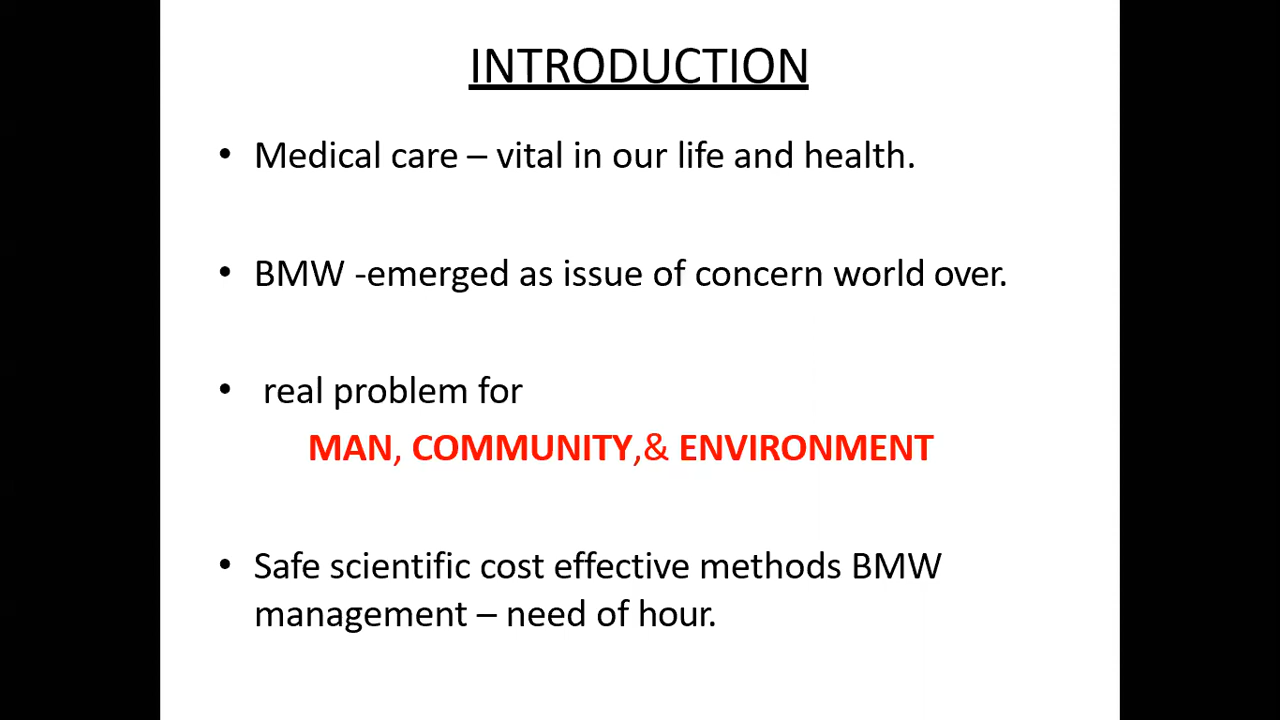 INTRODUCTION
• Medical care – vital in our life and health.
• BMW -emerged as issue of concern world over.
• real problem for
MAN, COMMUNITY,& ENVIRONMENT
• Safe scientific cost effective methods BMW
management – need of hour.